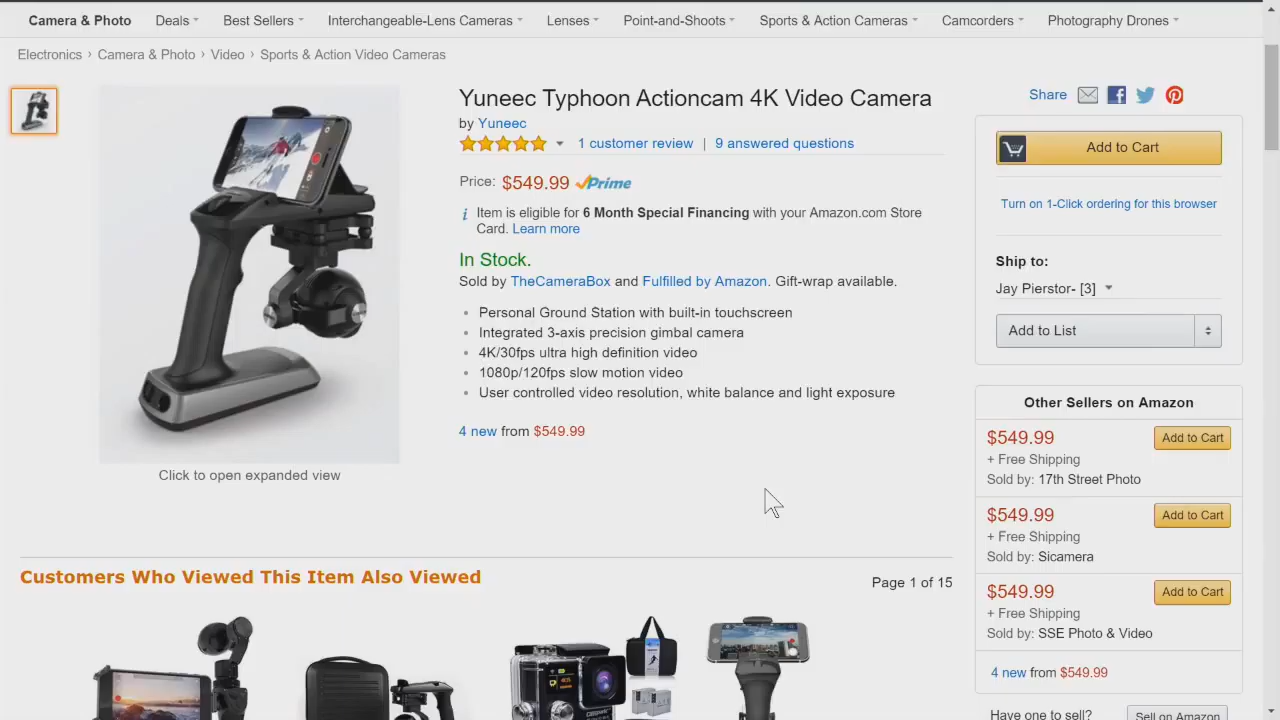 Camera & Photo Deals Best Sellers Interchangeable-Lens Cameras Lenses Point-and-Shoots Sports & Action Cameras Camcorders Photography Drones
Electronics › Camera & Photo › Video › Sports & Action Video Cameras
Yuneec Typhoon Actioncam 4K Video Camera
by Yuneec
1 customer review | 9 answered questions
Price: $549.99 Prime
Item is eligible for 6 Month Special Financing with your Amazon.com Store
Card. Learn more
In Stock.
Sold by TheCameraBox and Fulfilled by Amazon. Gift-wrap available.
• Personal Ground Station with built-in touchscreen
• Integrated 3-axis precision gimbal camera
• 4K/30fps ultra high definition video
• 1080p/120fps slow motion video
• User controlled video resolution, white balance and light exposure
4 new from $549.99
Click to open expanded view
Share
Add to Cart
Turn on 1-Click ordering for this browser
Ship to:
Jay Pierstor- [3]
Add to List
Other Sellers on Amazon
$549.99 Add to Cart
+ Free Shipping
Sold by: 17th Street Photo
$549.99 Add to Cart
+ Free Shipping
Sold by: Sicamera
$549.99 Add to Cart
+ Free Shipping
Sold by: SSE Photo & Video
4 new from $549.99
Have one to sell? Sell on Amazon
Customers Who Viewed This Item Also Viewed
Page 1 of 15